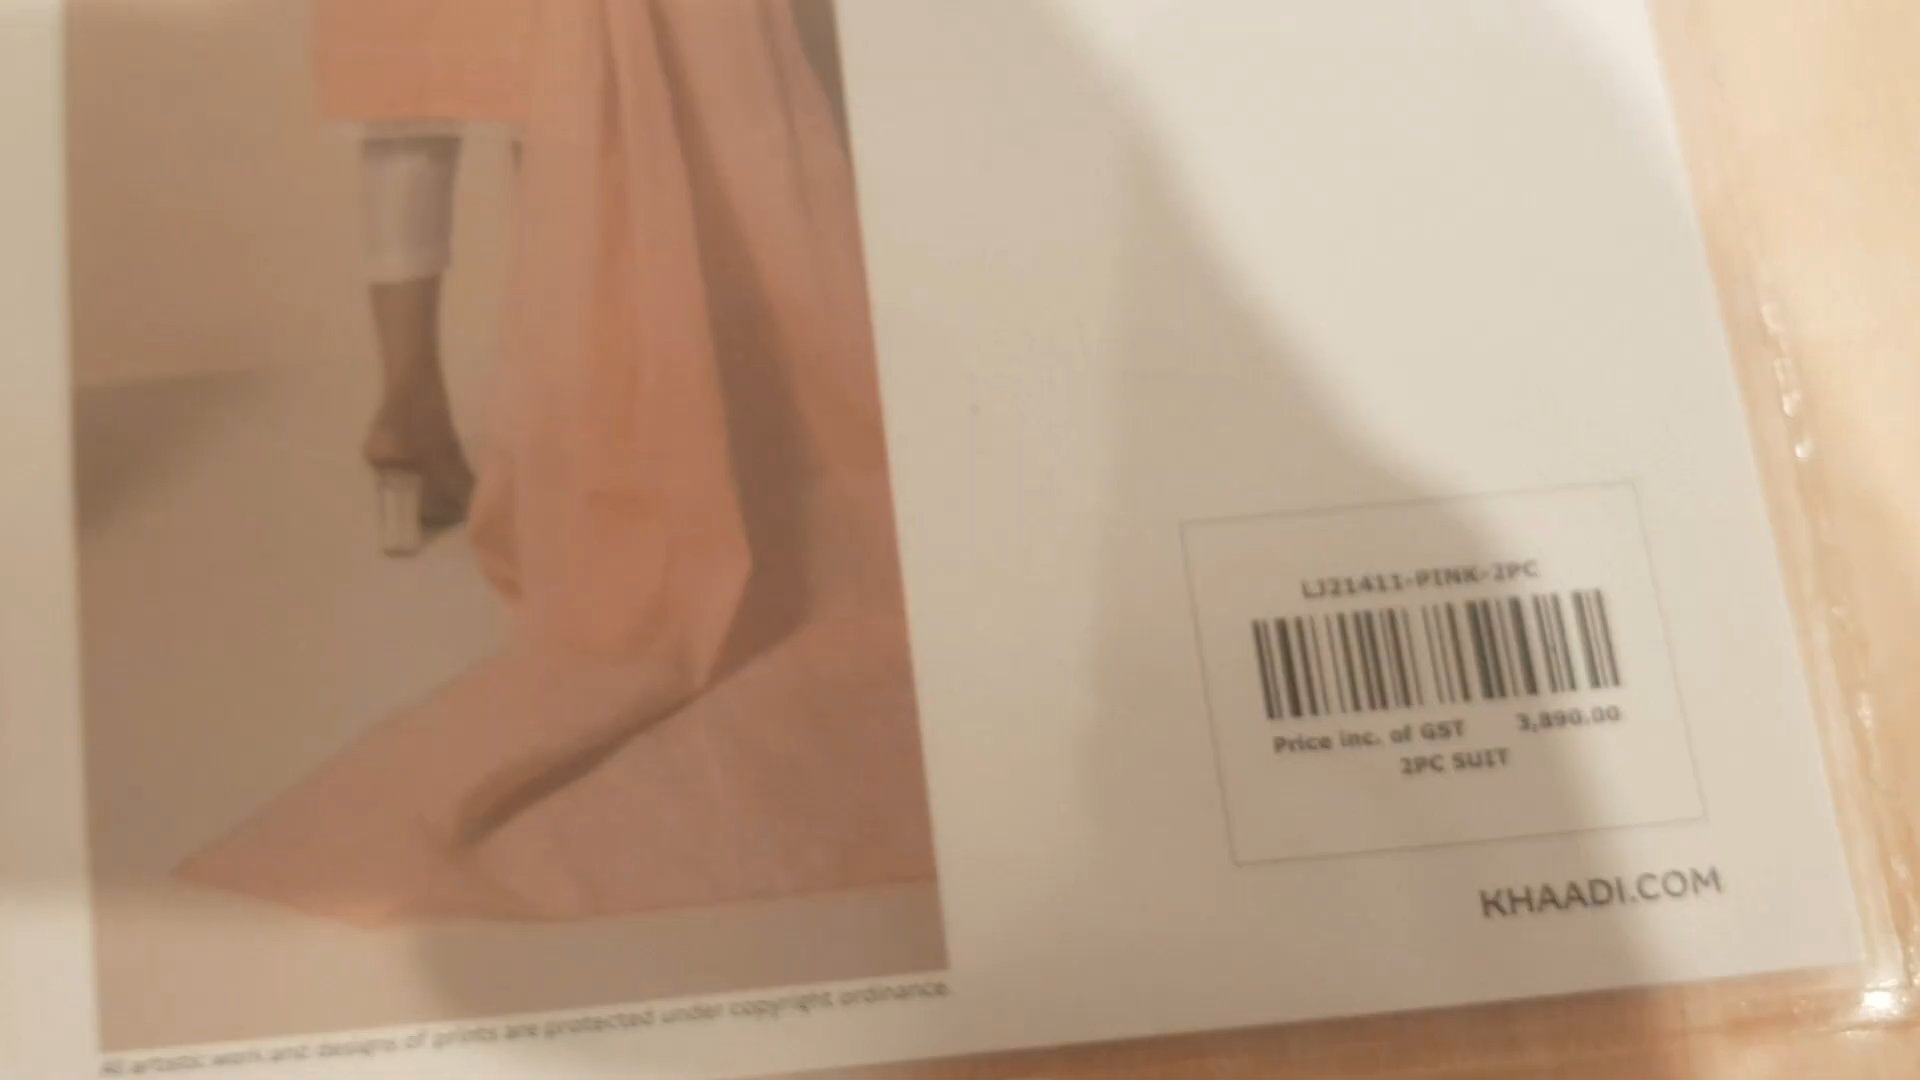 LJ21411-PINK-2PC
Price inc. of GST 3,890.00
2PC SUIT
KHAADI.COM
All artistic work and designs of prints are protected under copyright ordinance.